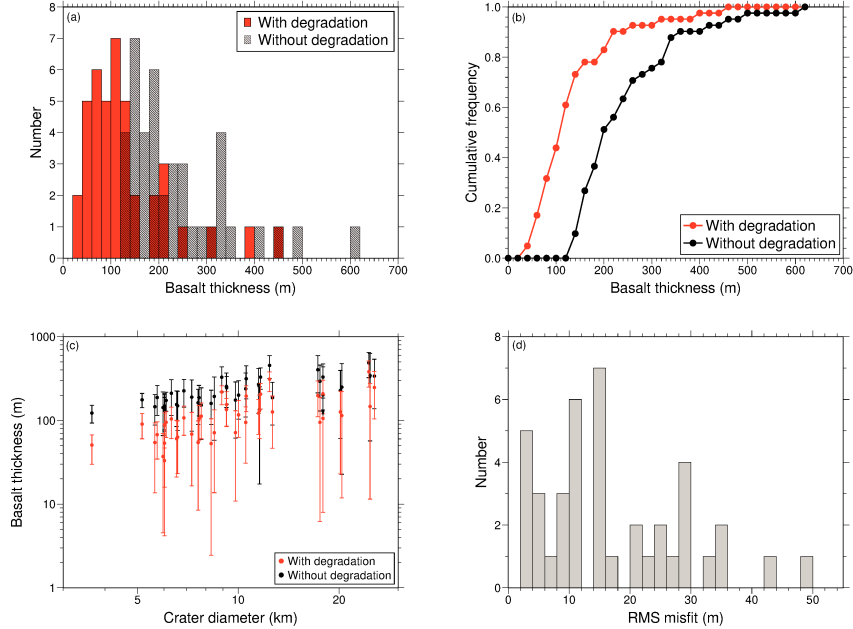 (a)
With degradation
Without degradation
8
7
6
5
4
3
2
1
0
Number
0 100 200 300 400 500 600 700
Basalt thickness (m)
(b)
1.0
0.8
0.6
0.4
0.2
0.0
Cumulative frequency
With degradation
Without degradation
0 100 200 300 400 500 600 700
Basalt thickness (m)
(c)
1000
100
10
1
Basalt thickness (m)
With degradation
Without degradation
5 10 20
Crater diameter (km)
(d)
8
6
4
2
0
Number
0 10 20 30 40 50
RMS misfit (m)